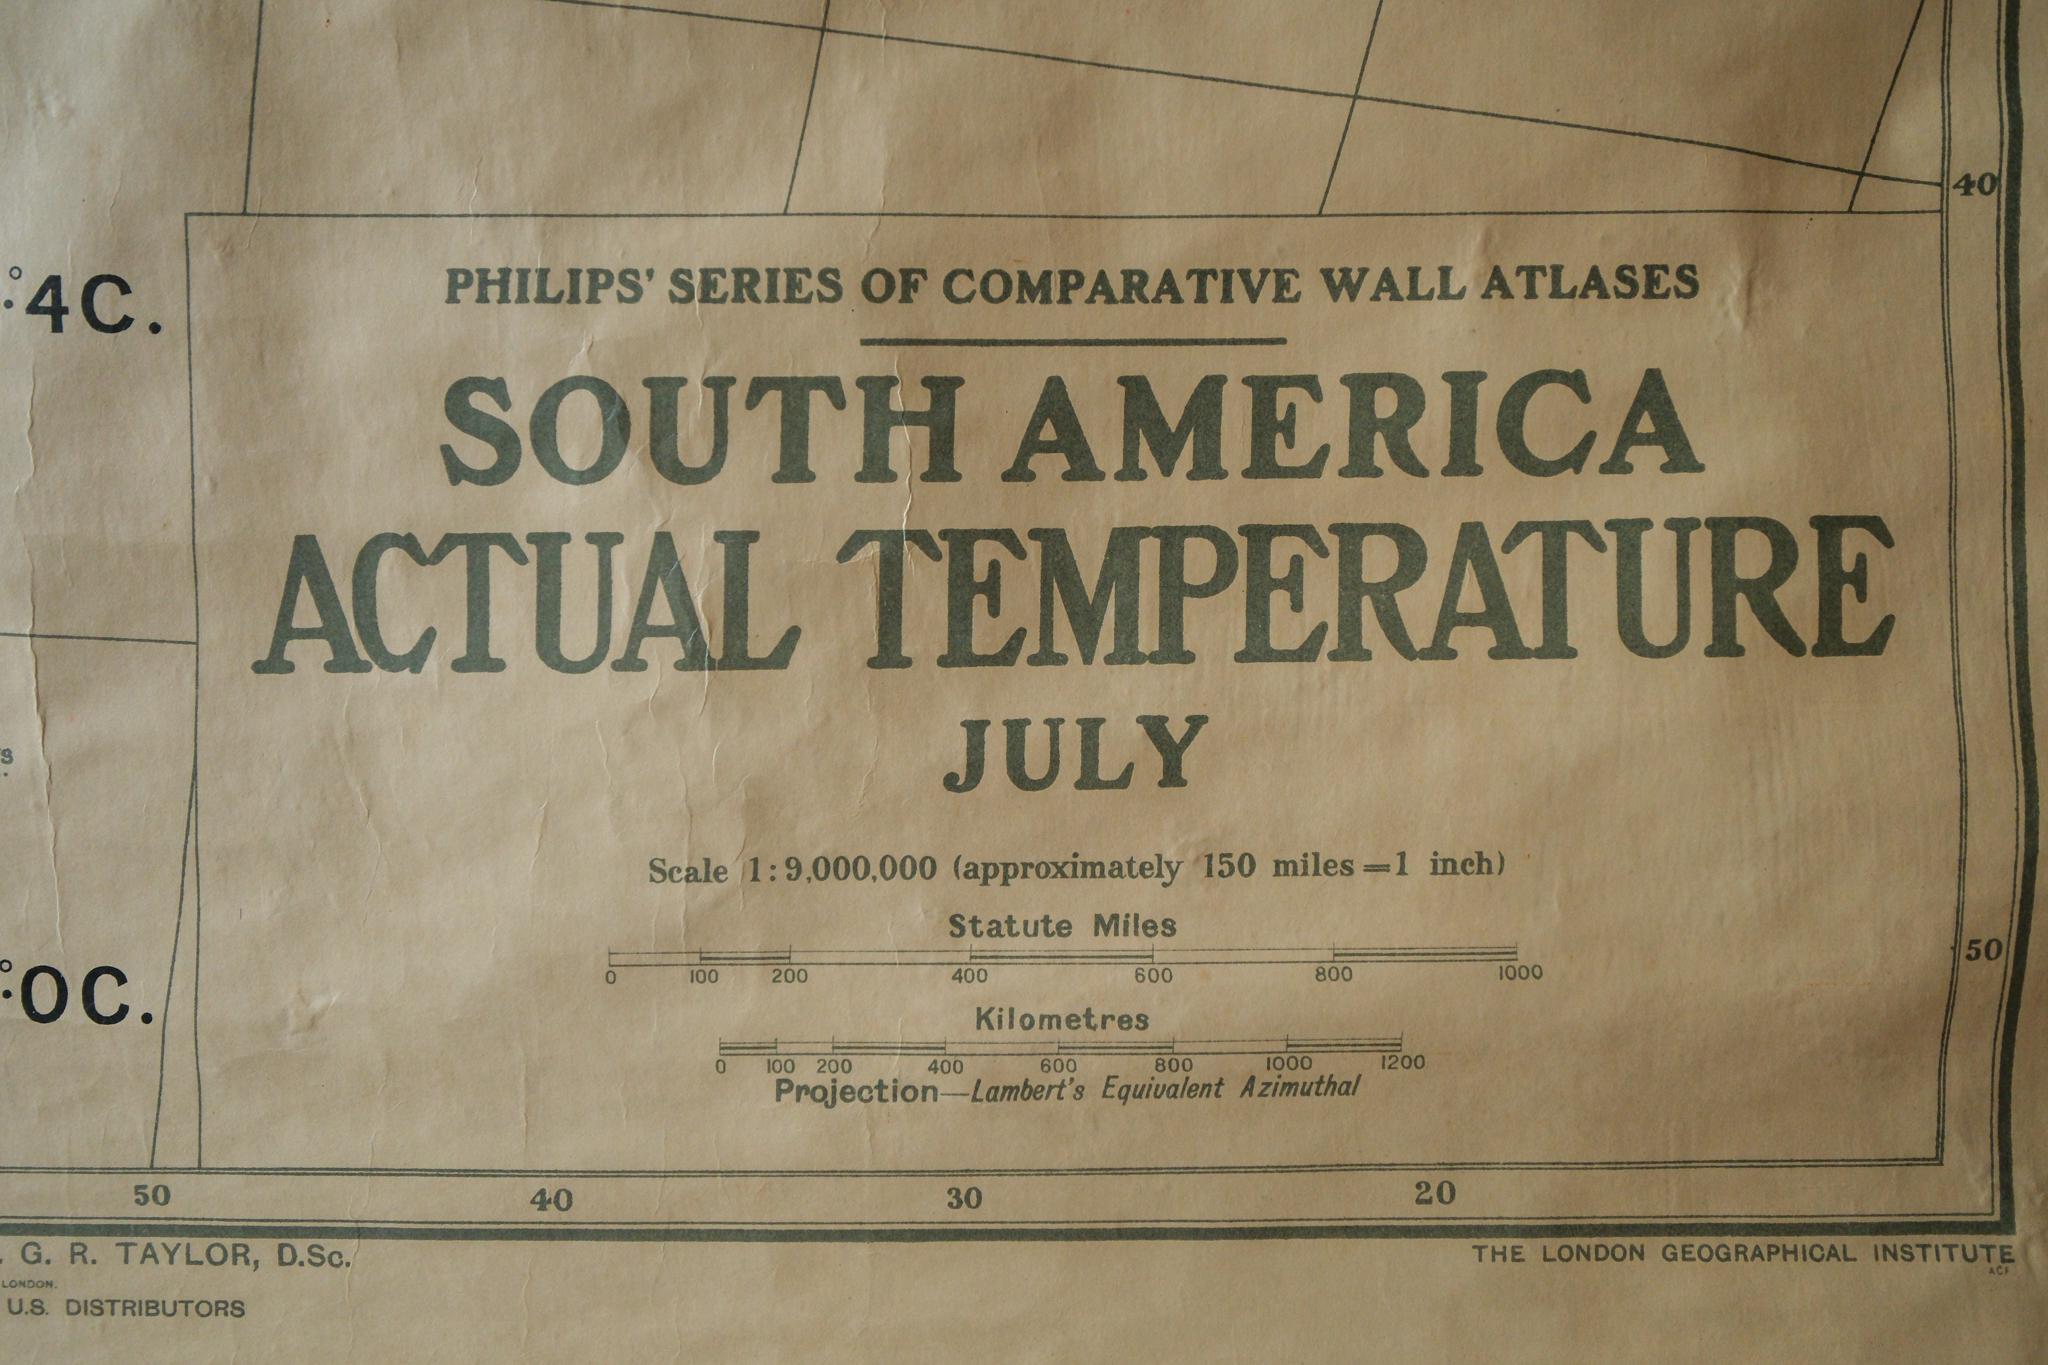 40
°4C.
PHILIPS' SERIES OF COMPARATIVE WALL ATLASES
SOUTH AMERICA
ACTUAL TEMPERATURE
JULY
Scale 1:9,000,000 (approximately 150 miles=1 inch)
Statute Miles
0 100 200 400 600 800 1000
50
°0C.
Kilometres
0 100 200 400 600 800 1000 1200
Projection—Lambert's Equivalent Azimuthal
50 40 30 20
. G. R. TAYLOR, D.Sc.
THE LONDON GEOGRAPHICAL INSTITUTE
LONDON.
U.S. DISTRIBUTORS